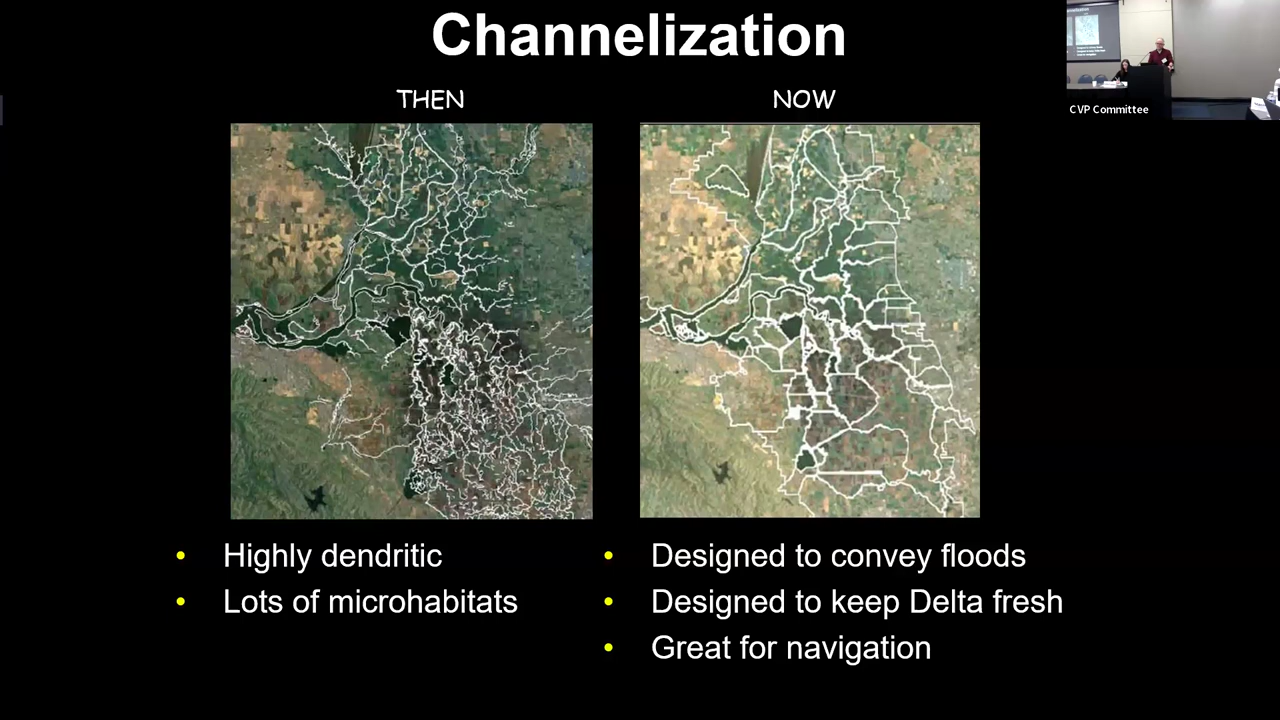 Channelization
THEN
NOW
CVP Committee
Highly dendritic
Lots of microhabitats
Designed to convey floods
Designed to keep Delta fresh
Great for navigation